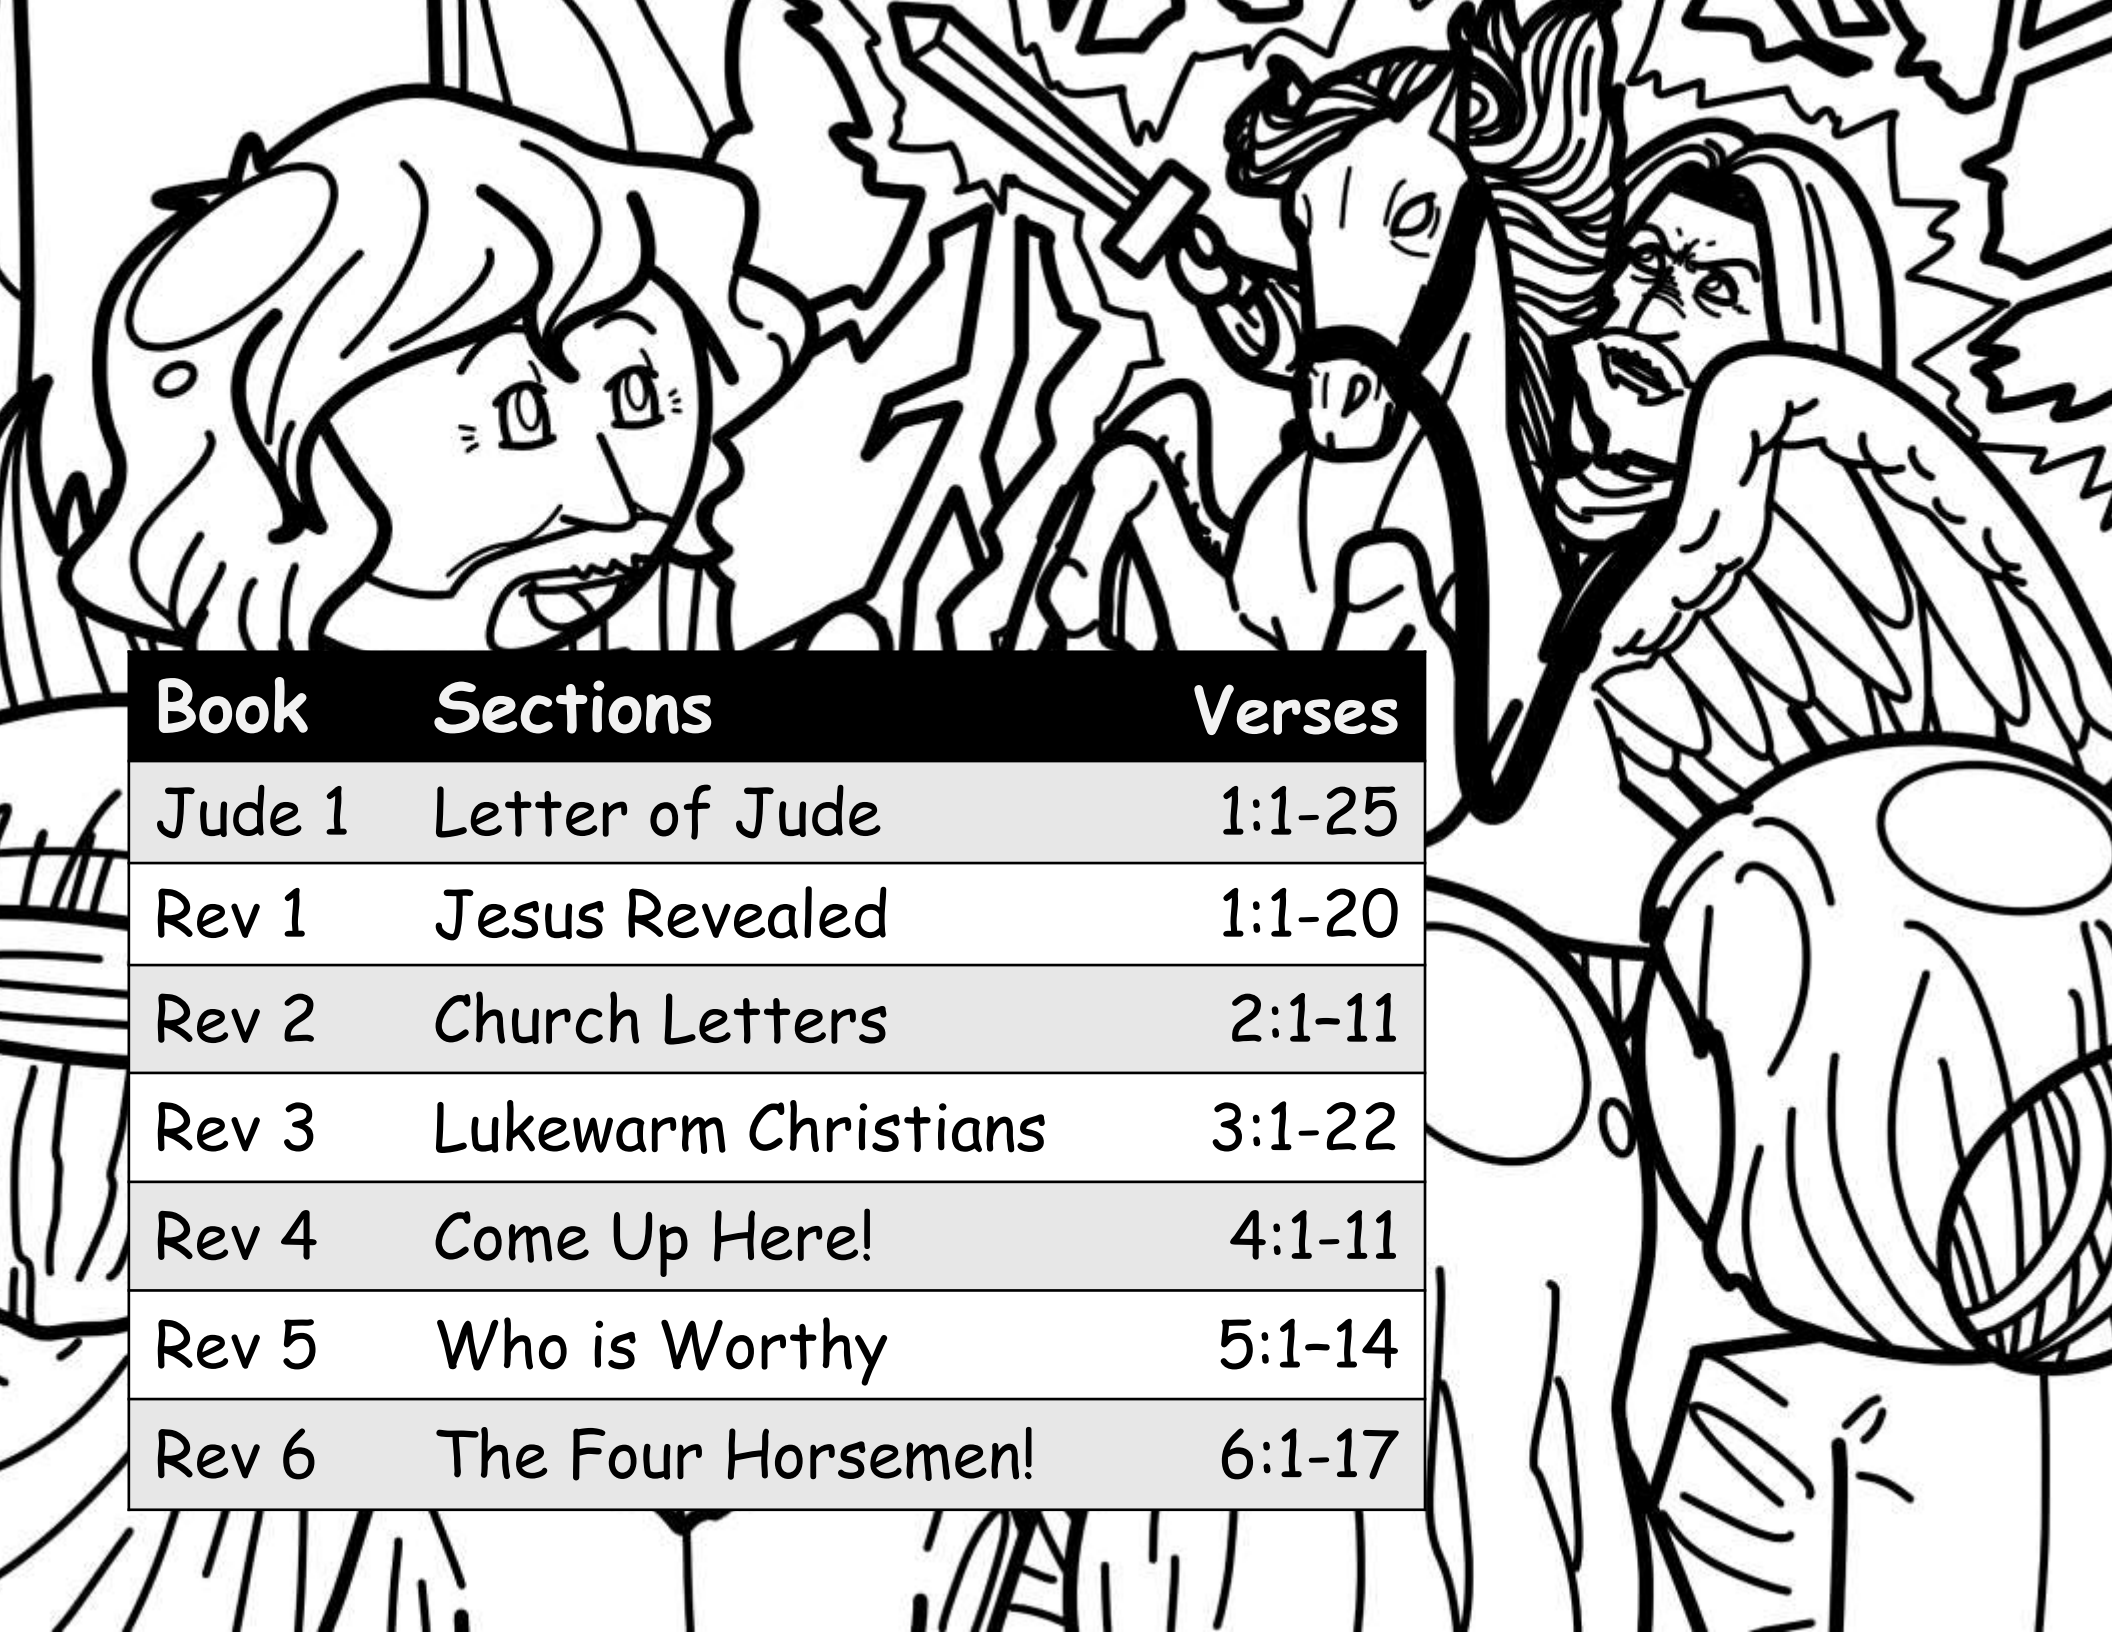 Book Sections Verses
Jude 1 Letter of Jude 1:1-25
Rev 1 Jesus Revealed 1:1-20
Rev 2 Church Letters 2:1-11
Rev 3 Lukewarm Christians 3:1-22
Rev 4 Come Up Here! 4:1-11
Rev 5 Who is Worthy 5:1-14
Rev 6 The Four Horsemen! 6:1-17